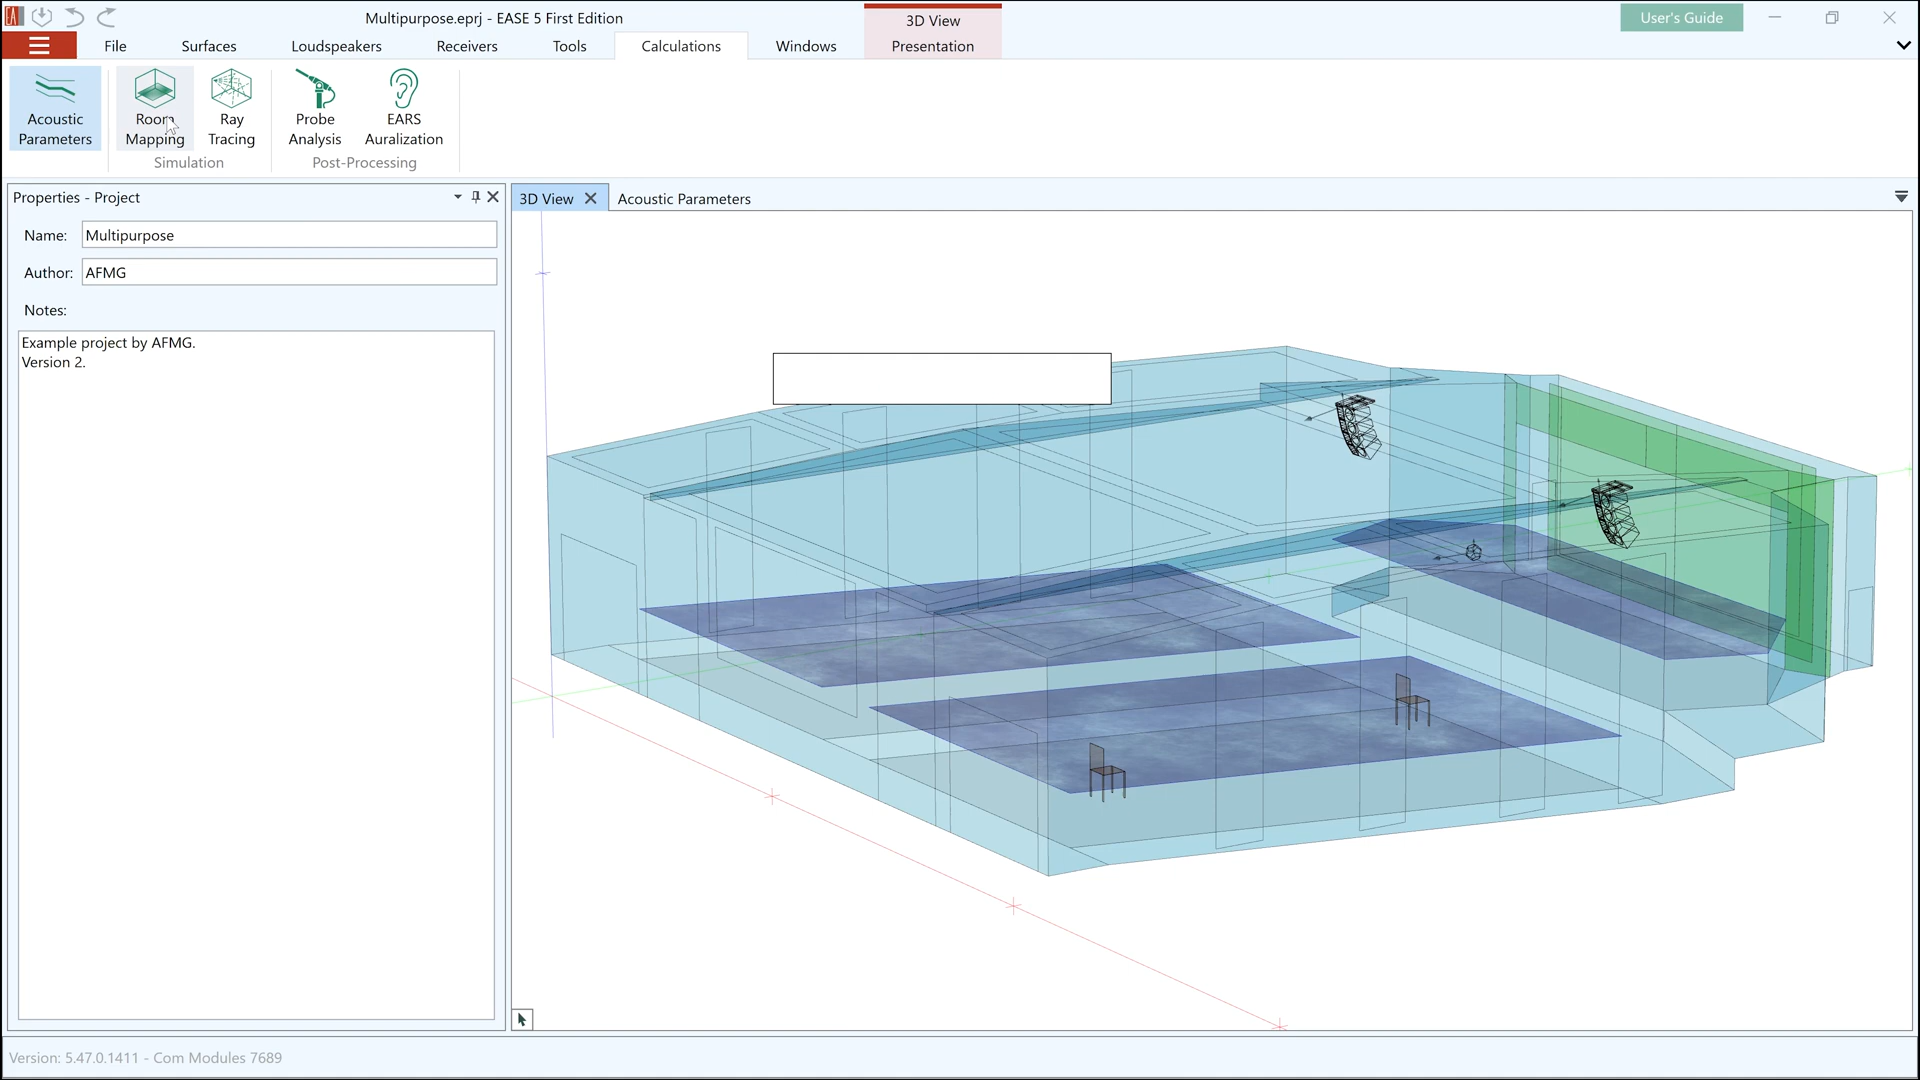 Multipurpose.eprj - EASE 5 First Edition
3D View
User's Guide
File
Surfaces
Loudspeakers
Receivers
Tools
Calculations
Windows
Presentation
Acoustic
Parameters
Room
Mapping
Ray
Tracing
Probe
Analysis
EARS
Auralization
Simulation
Post-Processing
Properties - Project
3D View
Acoustic Parameters
Name:
Multipurpose
Author:
AFMG
Notes:
Example project by AFMG.
Version 2.
Version: 5.47.0.1411 - Com Modules 7689